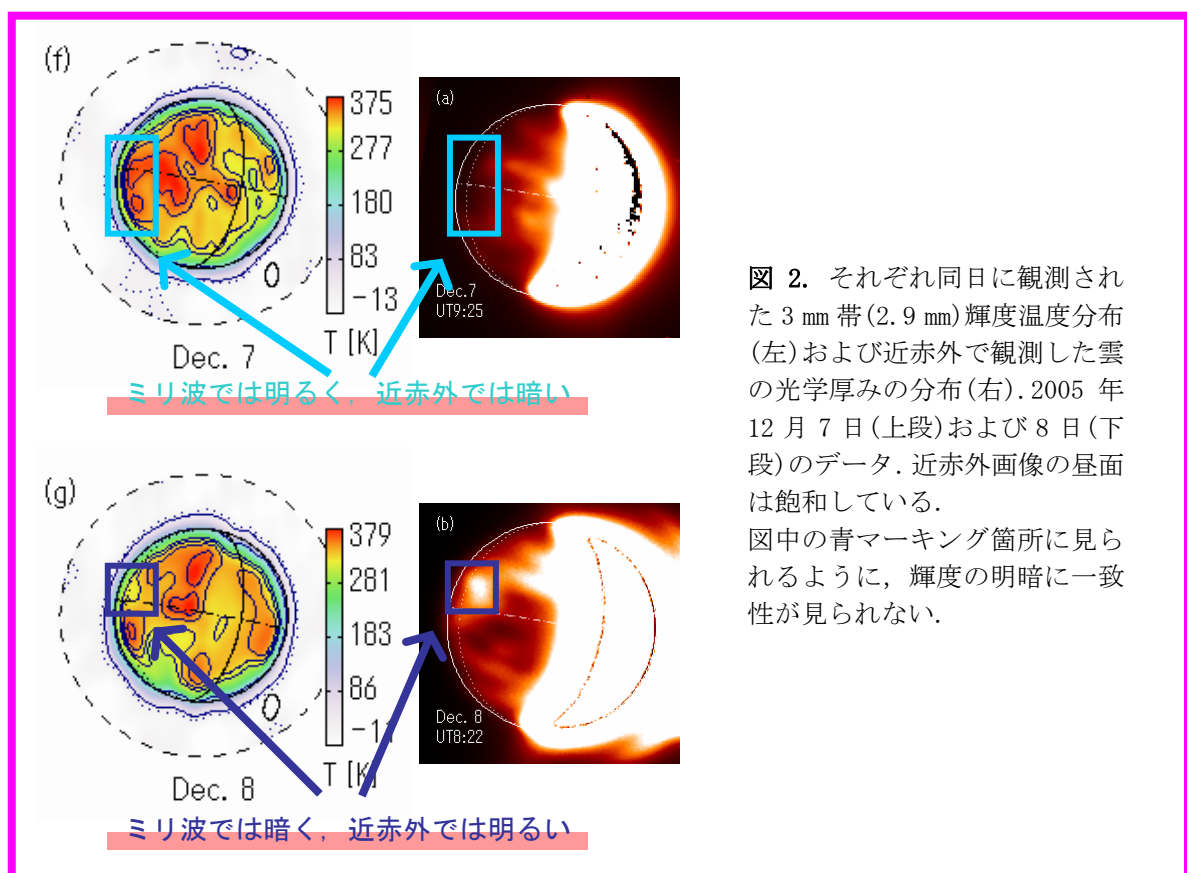 (f)
375
277
180
83
-13
T [K]
Dec. 7
(a)
Dec.7
UT9:25
ミリ波では明るく，近赤外では暗い
(g)
379
281
183
86
T [K]
Dec. 8
(b)
Dec. 8
UT8:22
ミリ波では暗く，近赤外では明るい
図 2. それぞれ同日に観測され
た 3 mm 帯(2.9 mm)輝度温度分布
(左)および近赤外で観測した雲
の光学厚みの分布(右). 2005 年
12 月 7 日(上段)および 8 日(下
段)のデータ. 近赤外画像の昼面
は飽和している.
図中の青マーキング箇所に見ら
れるように，輝度の明暗に一致
性が見られない.